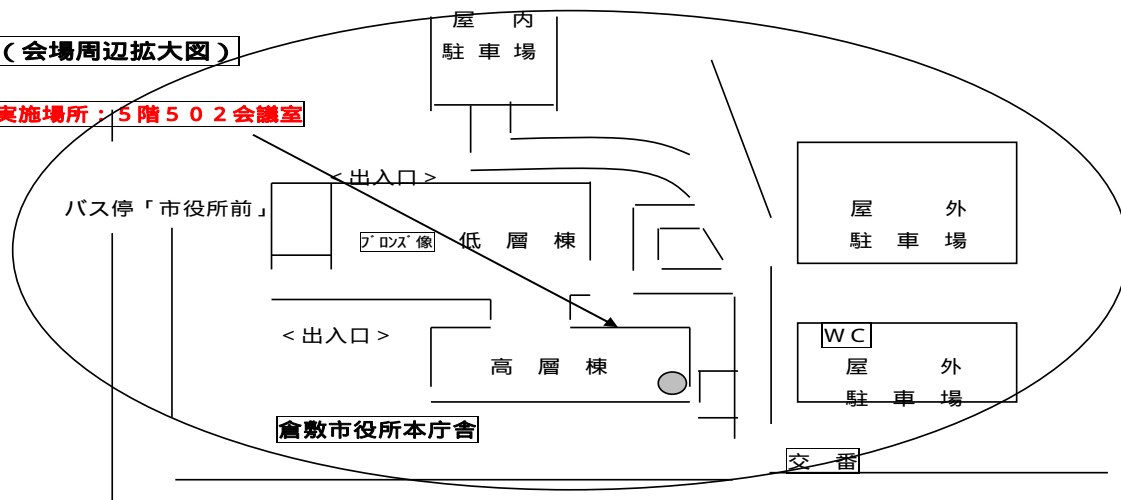 屋 内
駐 車 場
(会場周辺拡大図)
実施場所:5階502会議室
<出入口>
バス停「市役所前」
ブロンズ像
低 層 棟
屋 外
駐 車 場
<出入口>
高 層 棟
WC
屋 外
駐 車 場
倉敷市役所本庁舎
交 番